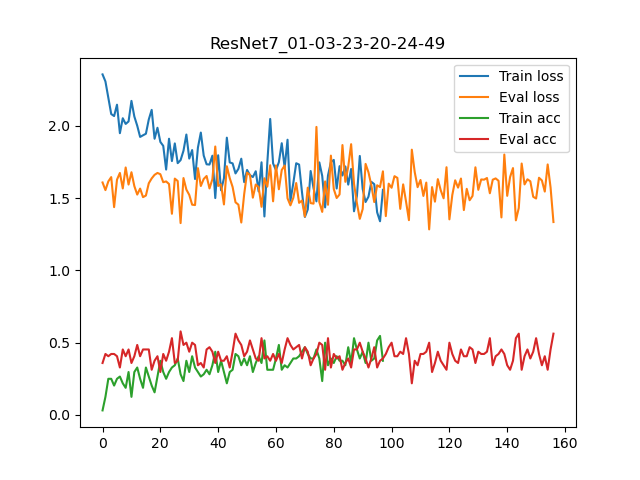 ResNet7_01-03-23-20-24-49
Train loss
Eval loss
Train acc
Eval acc
2.0
1.5
1.0
0.5
0.0
0 20 40 60 80 100 120 140 160